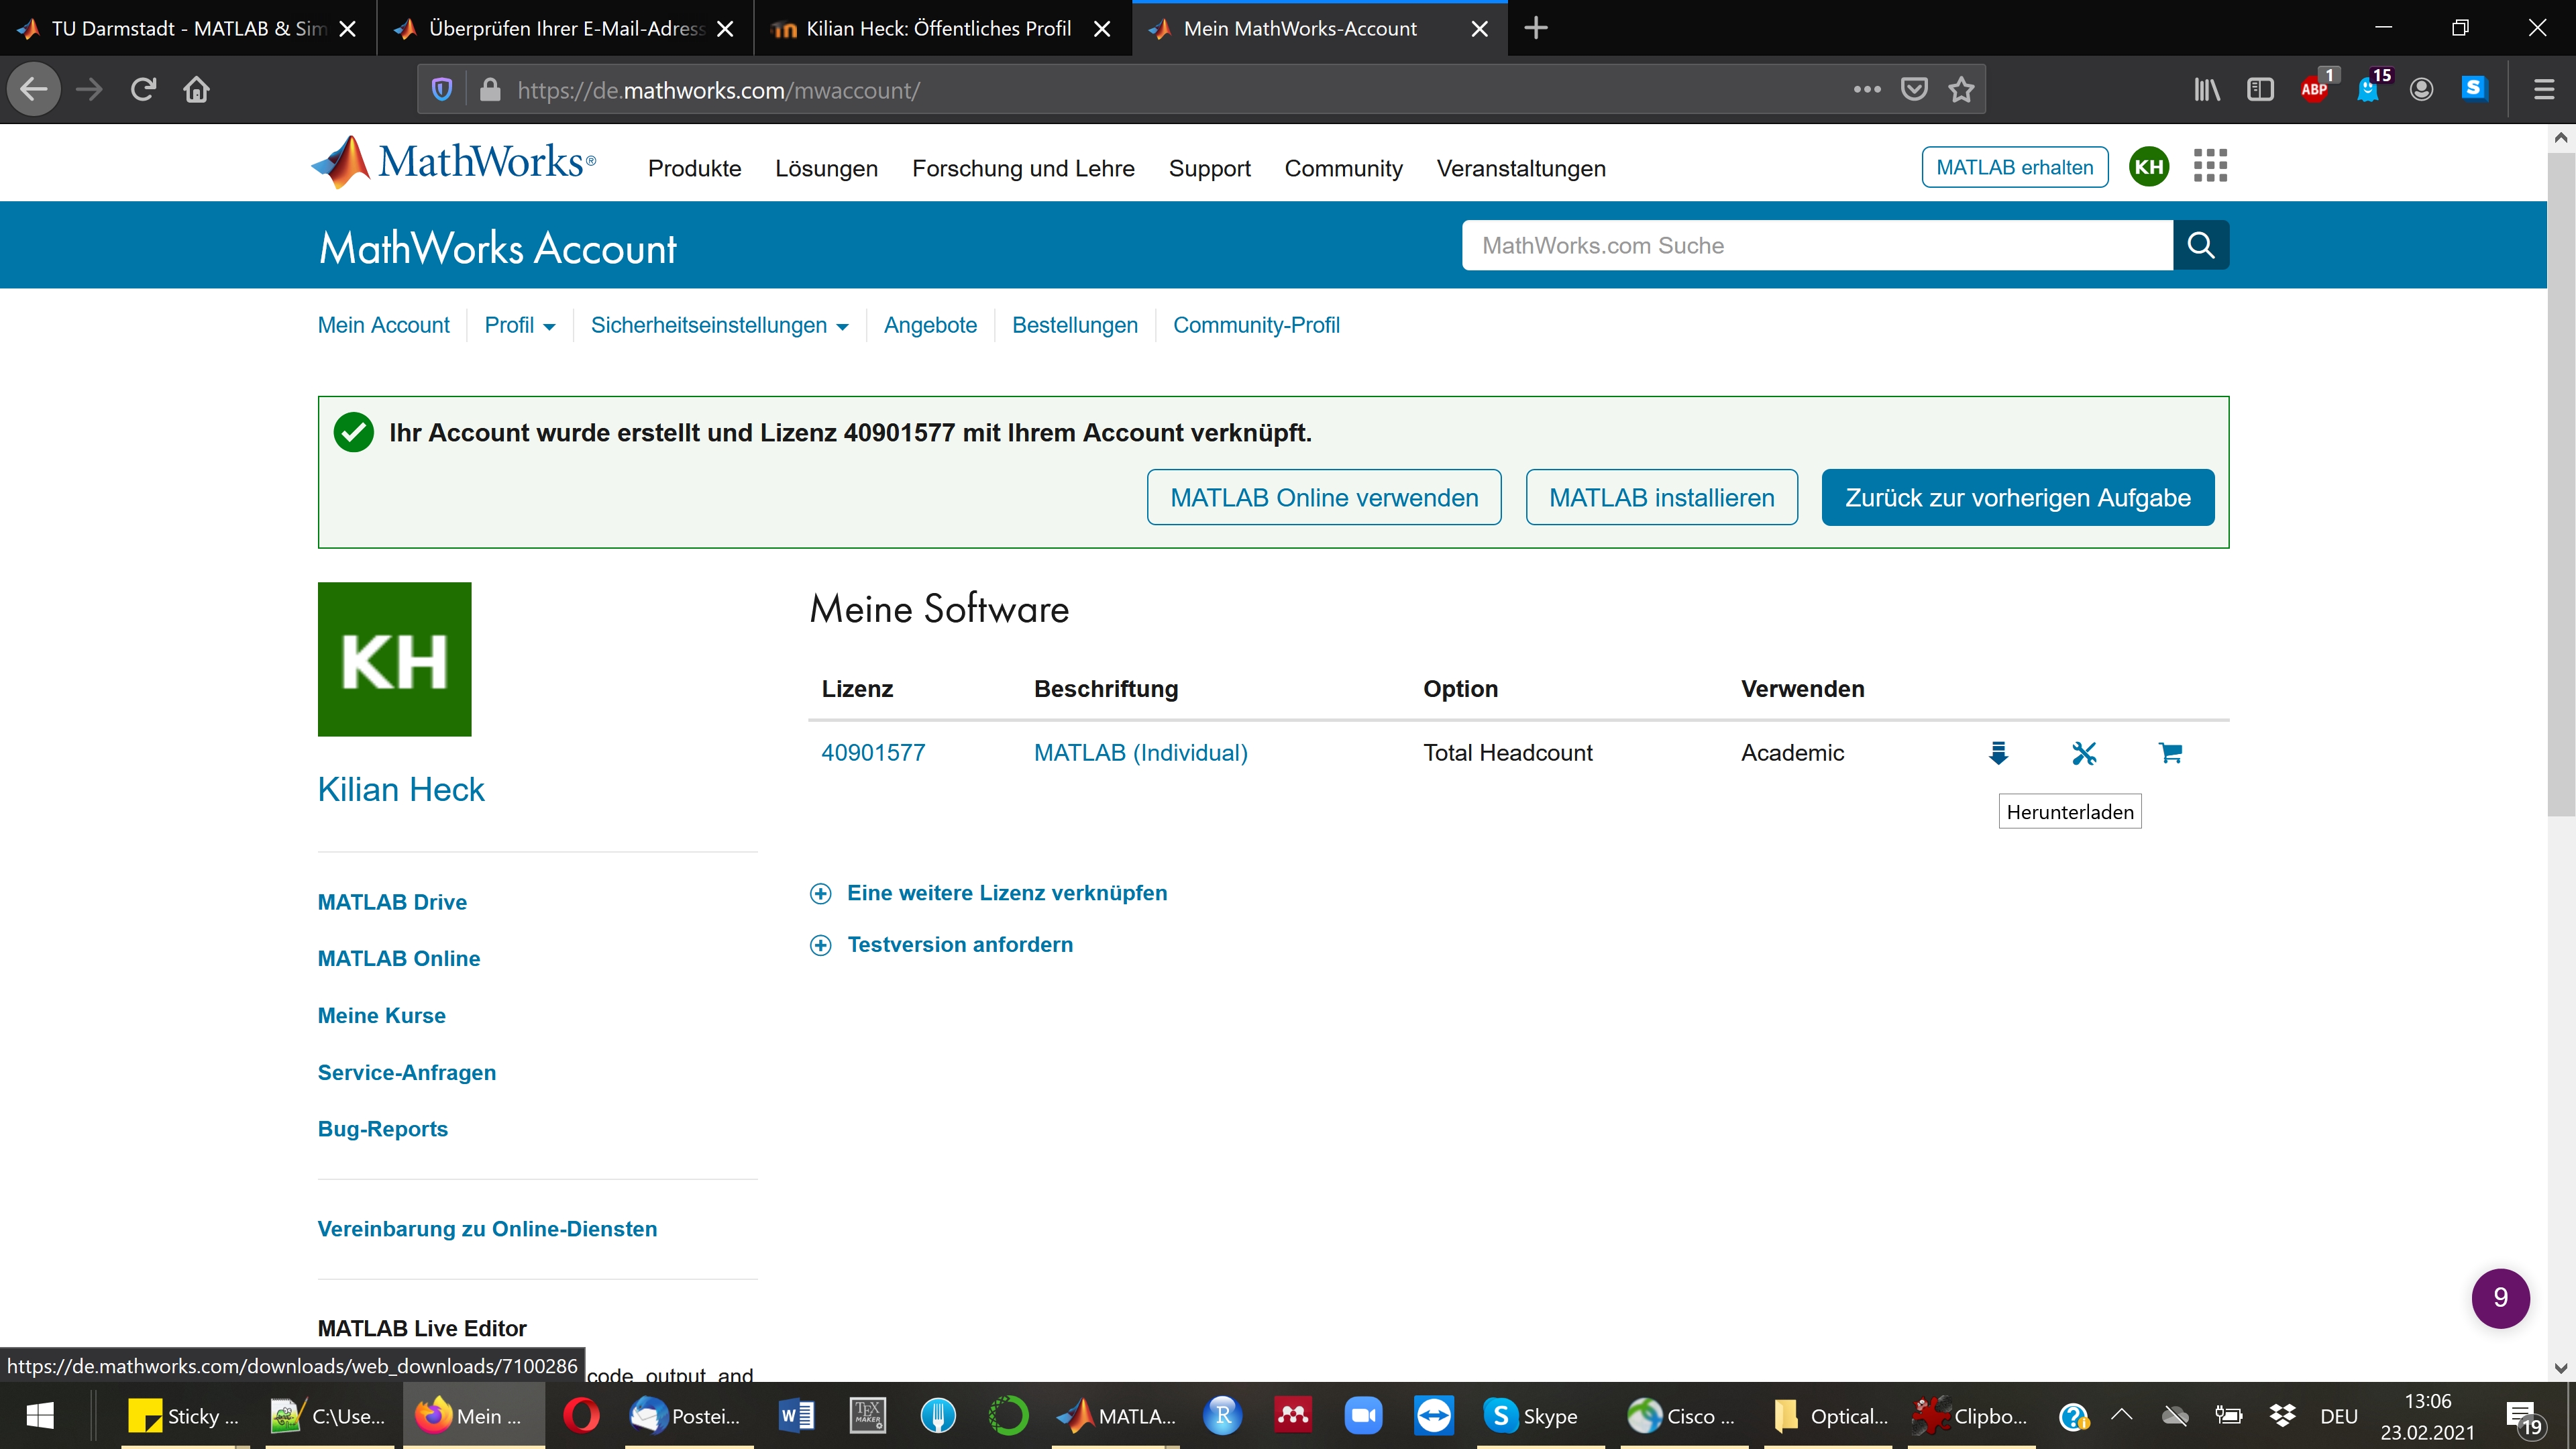 TU Darmstadt - MATLAB & Sim
Überprüfen Ihrer E-Mail-Adress
Kilian Heck: Öffentliches Profil
Mein MathWorks-Account
https://de.mathworks.com/mwaccount/
ABP 1 15 S
MathWorks®
Produkte Lösungen Forschung und Lehre Support Community Veranstaltungen
MATLAB erhalten KH
MathWorks Account
MathWorks.com Suche
Mein Account Profil Sicherheitseinstellungen Angebote Bestellungen Community-Profil
Ihr Account wurde erstellt und Lizenz 40901577 mit Ihrem Account verknüpft.
MATLAB Online verwenden MATLAB installieren Zurück zur vorherigen Aufgabe
KH
Kilian Heck
MATLAB Drive
MATLAB Online
Meine Kurse
Service-Anfragen
Bug-Reports
Vereinbarung zu Online-Diensten
MATLAB Live Editor
code, output, and
Meine Software
Lizenz Beschriftung Option Verwenden
40901577 MATLAB (Individual) Total Headcount Academic
Herunterladen
Eine weitere Lizenz verknüpfen
Testversion anfordern
9
https://de.mathworks.com/downloads/web_downloads/7100286
Sticky ... C:\Use... Mein ... Postei... W TEX MAKER MATLA... R S Skype Cisco ... Optical... Clipbo... DEU
13:06
23.02.2021
19